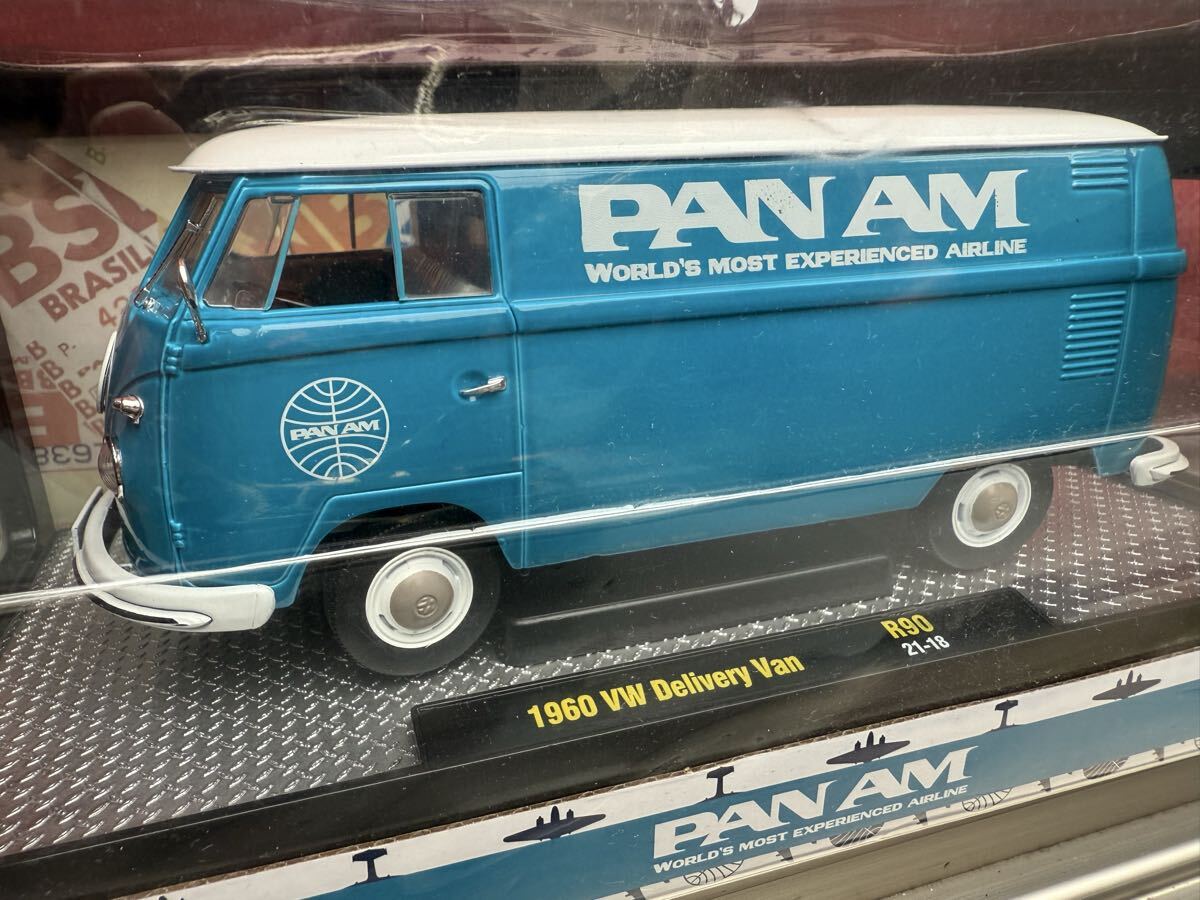 PAN AM
WORLD'S MOST EXPERIENCED AIRLINE
PAN AM
BRASIL
1960 VW Delivery Van
R90
21-18
PAN AM
WORLD'S MOST EXPERIENCED AIRLINE